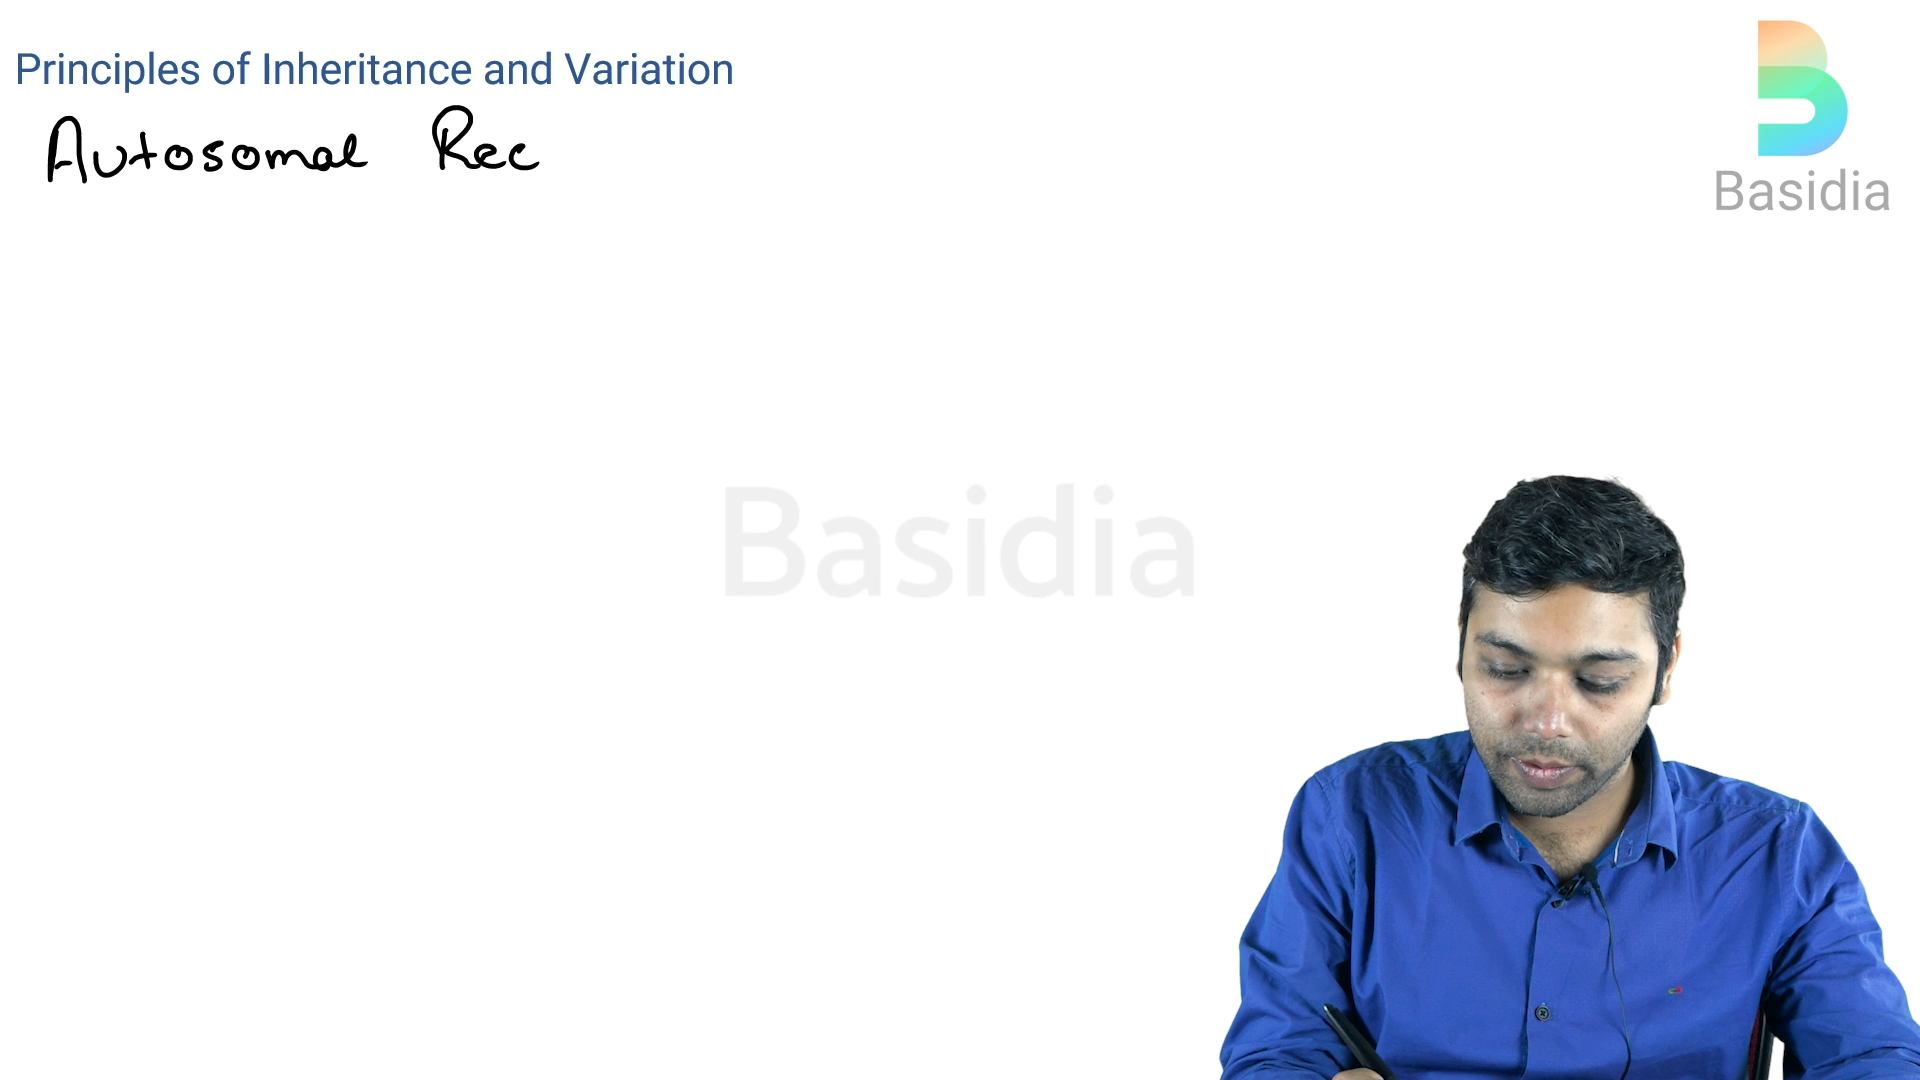 Principles of Inheritance and Variation
Autosomal Rec
Basidia
Basidia